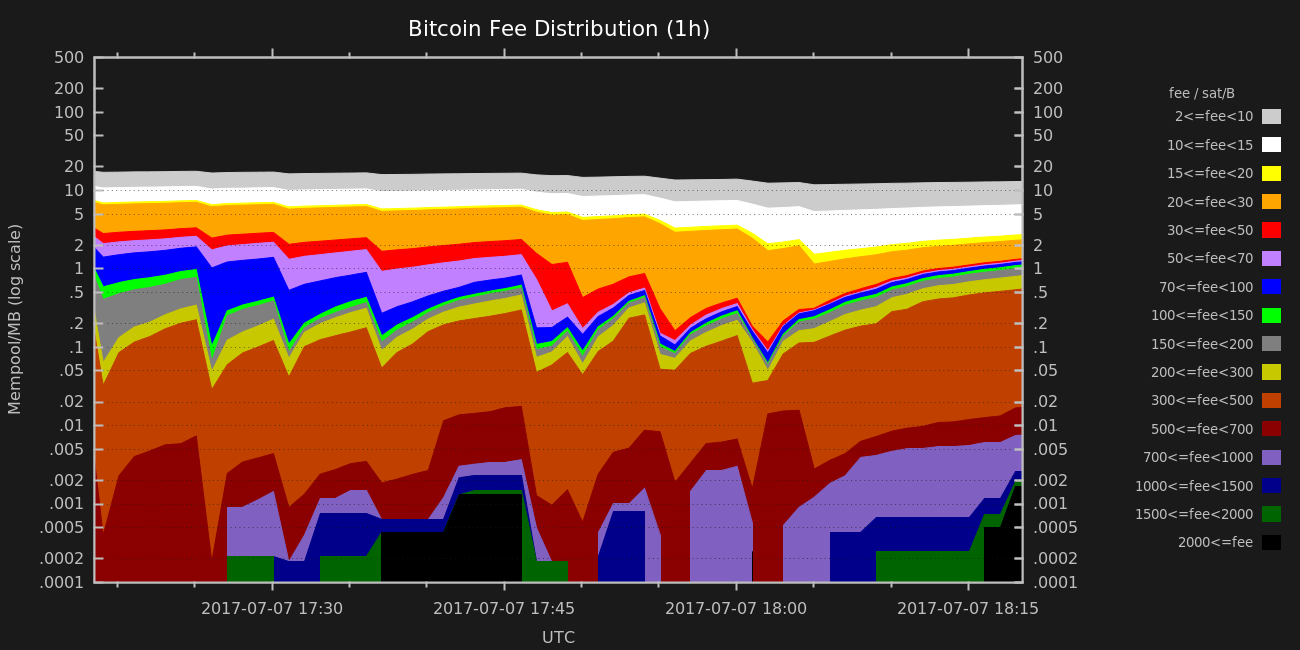 Bitcoin Fee Distribution (1h)
Mempool/MB (log scale)
500
200
100
50
20
10
5
2
1
.5
.2
.1
.05
.02
.01
.005
.002
.001
.0005
.0002
.0001
500
200
100
50
20
10
5
2
1
.5
.2
.1
.05
.02
.01
.005
.002
.001
.0005
.0002
.0001
fee / sat/B
2<=fee<10
10<=fee<15
15<=fee<20
20<=fee<30
30<=fee<50
50<=fee<70
70<=fee<100
100<=fee<150
150<=fee<200
200<=fee<300
300<=fee<500
500<=fee<700
700<=fee<1000
1000<=fee<1500
1500<=fee<2000
2000<=fee
2017-07-07 17:30 2017-07-07 17:45 2017-07-07 18:00 2017-07-07 18:15
UTC